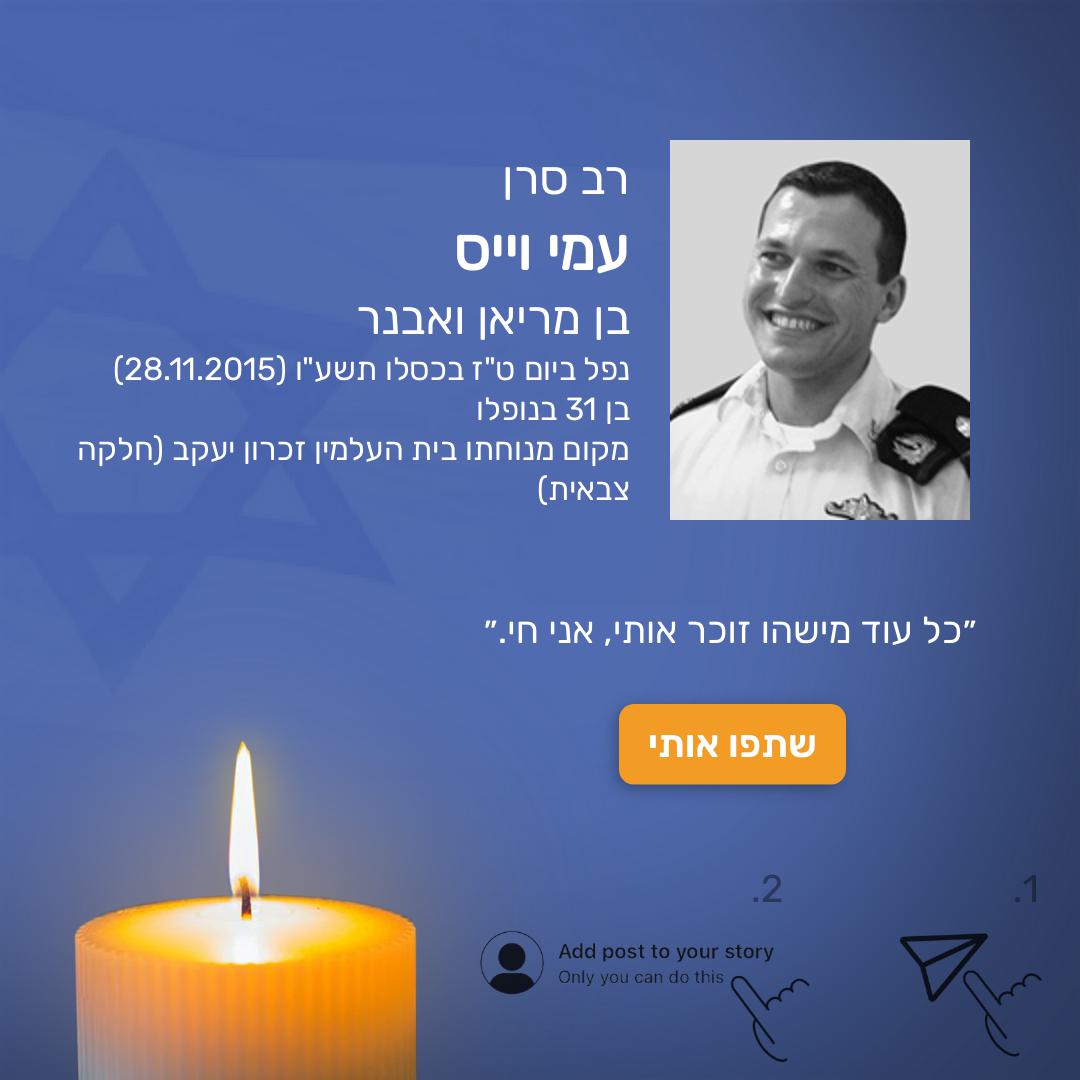 רב סרן
עמי וייס
בן מריאן ואבנר
נפל ביום ט"ז בכסלו תשע"ו (28.11.2015)
בן 31 בנופלו
מקום מנוחתו בית העלמין זכרון יעקב (חלקה
צבאית)
״כל עוד מישהו זוכר אותי, אני חי.״
שתפו אותי
1.
2.
Add post to your story
Only you can do this